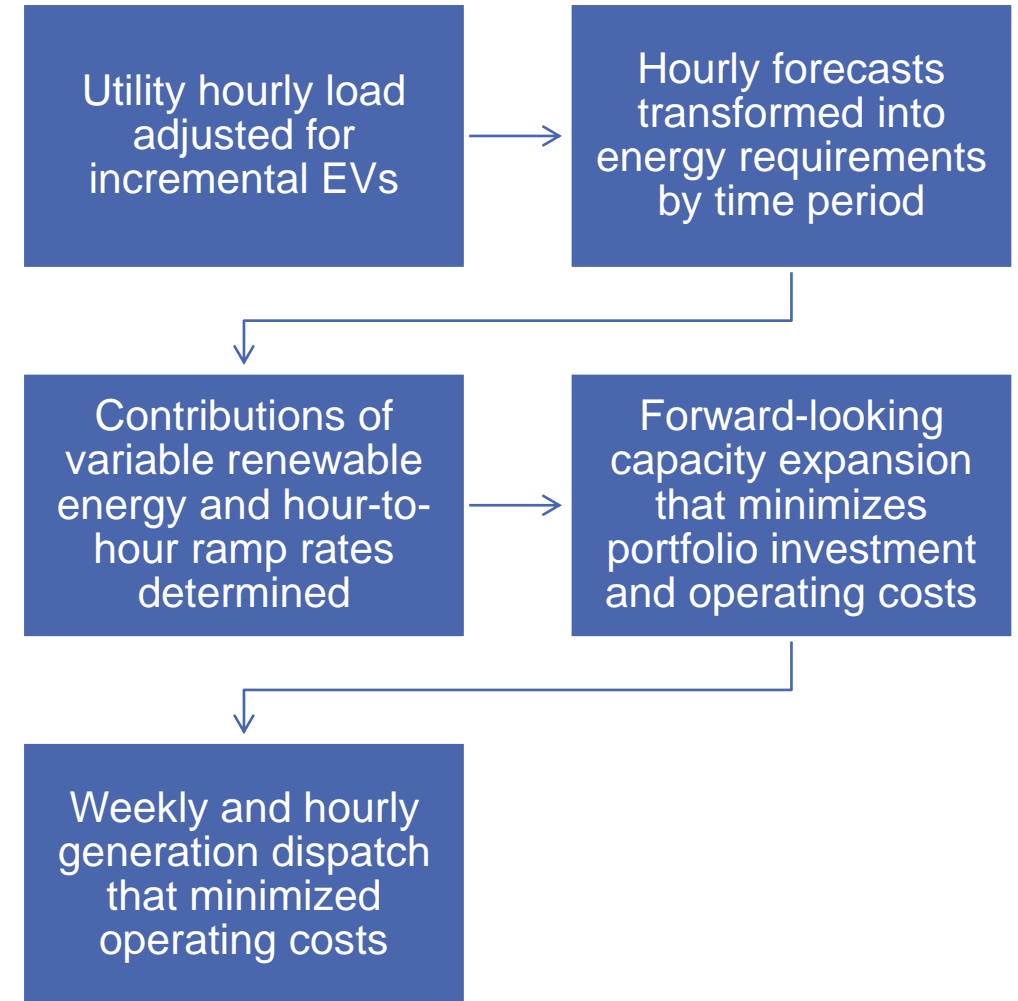 Utility hourly load
adjusted for
incremental EVs
Hourly forecasts
transformed into
energy requirements
by time period
Contributions of
variable renewable
energy and hour-to-
hour ramp rates
determined
Forward-looking
capacity expansion
that minimizes
portfolio investment
and operating costs
Weekly and hourly
generation dispatch
that minimized
operating costs